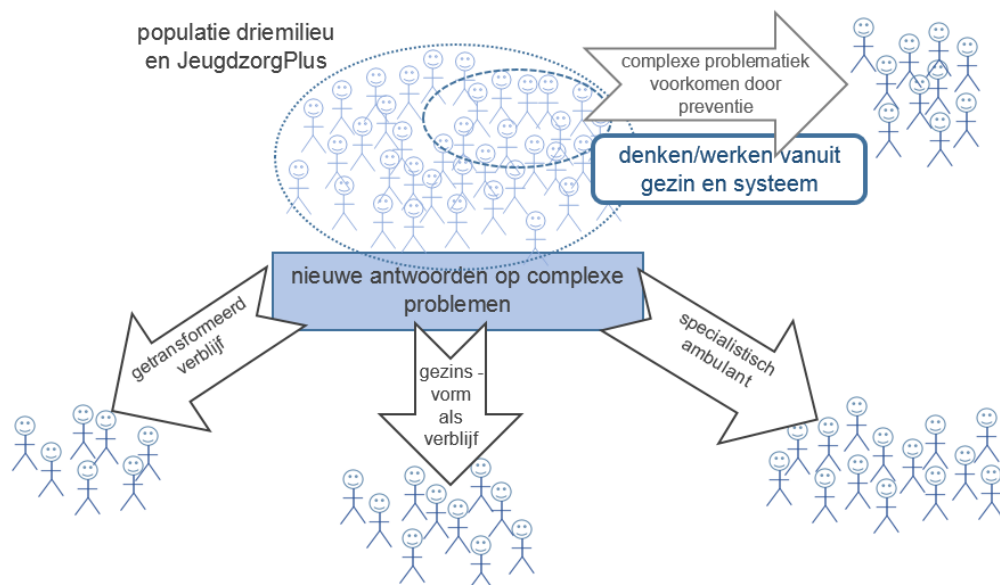 populatie driemilieu
en JeugdzorgPlus
complexe problematiek
voorkomen door
preventie
denken/werken vanuit
gezin en systeem
nieuwe antwoorden op complexe
problemen
getransformeerd
verblijf
gezins -
vorm
als
verblijf
specialistisch
ambulant